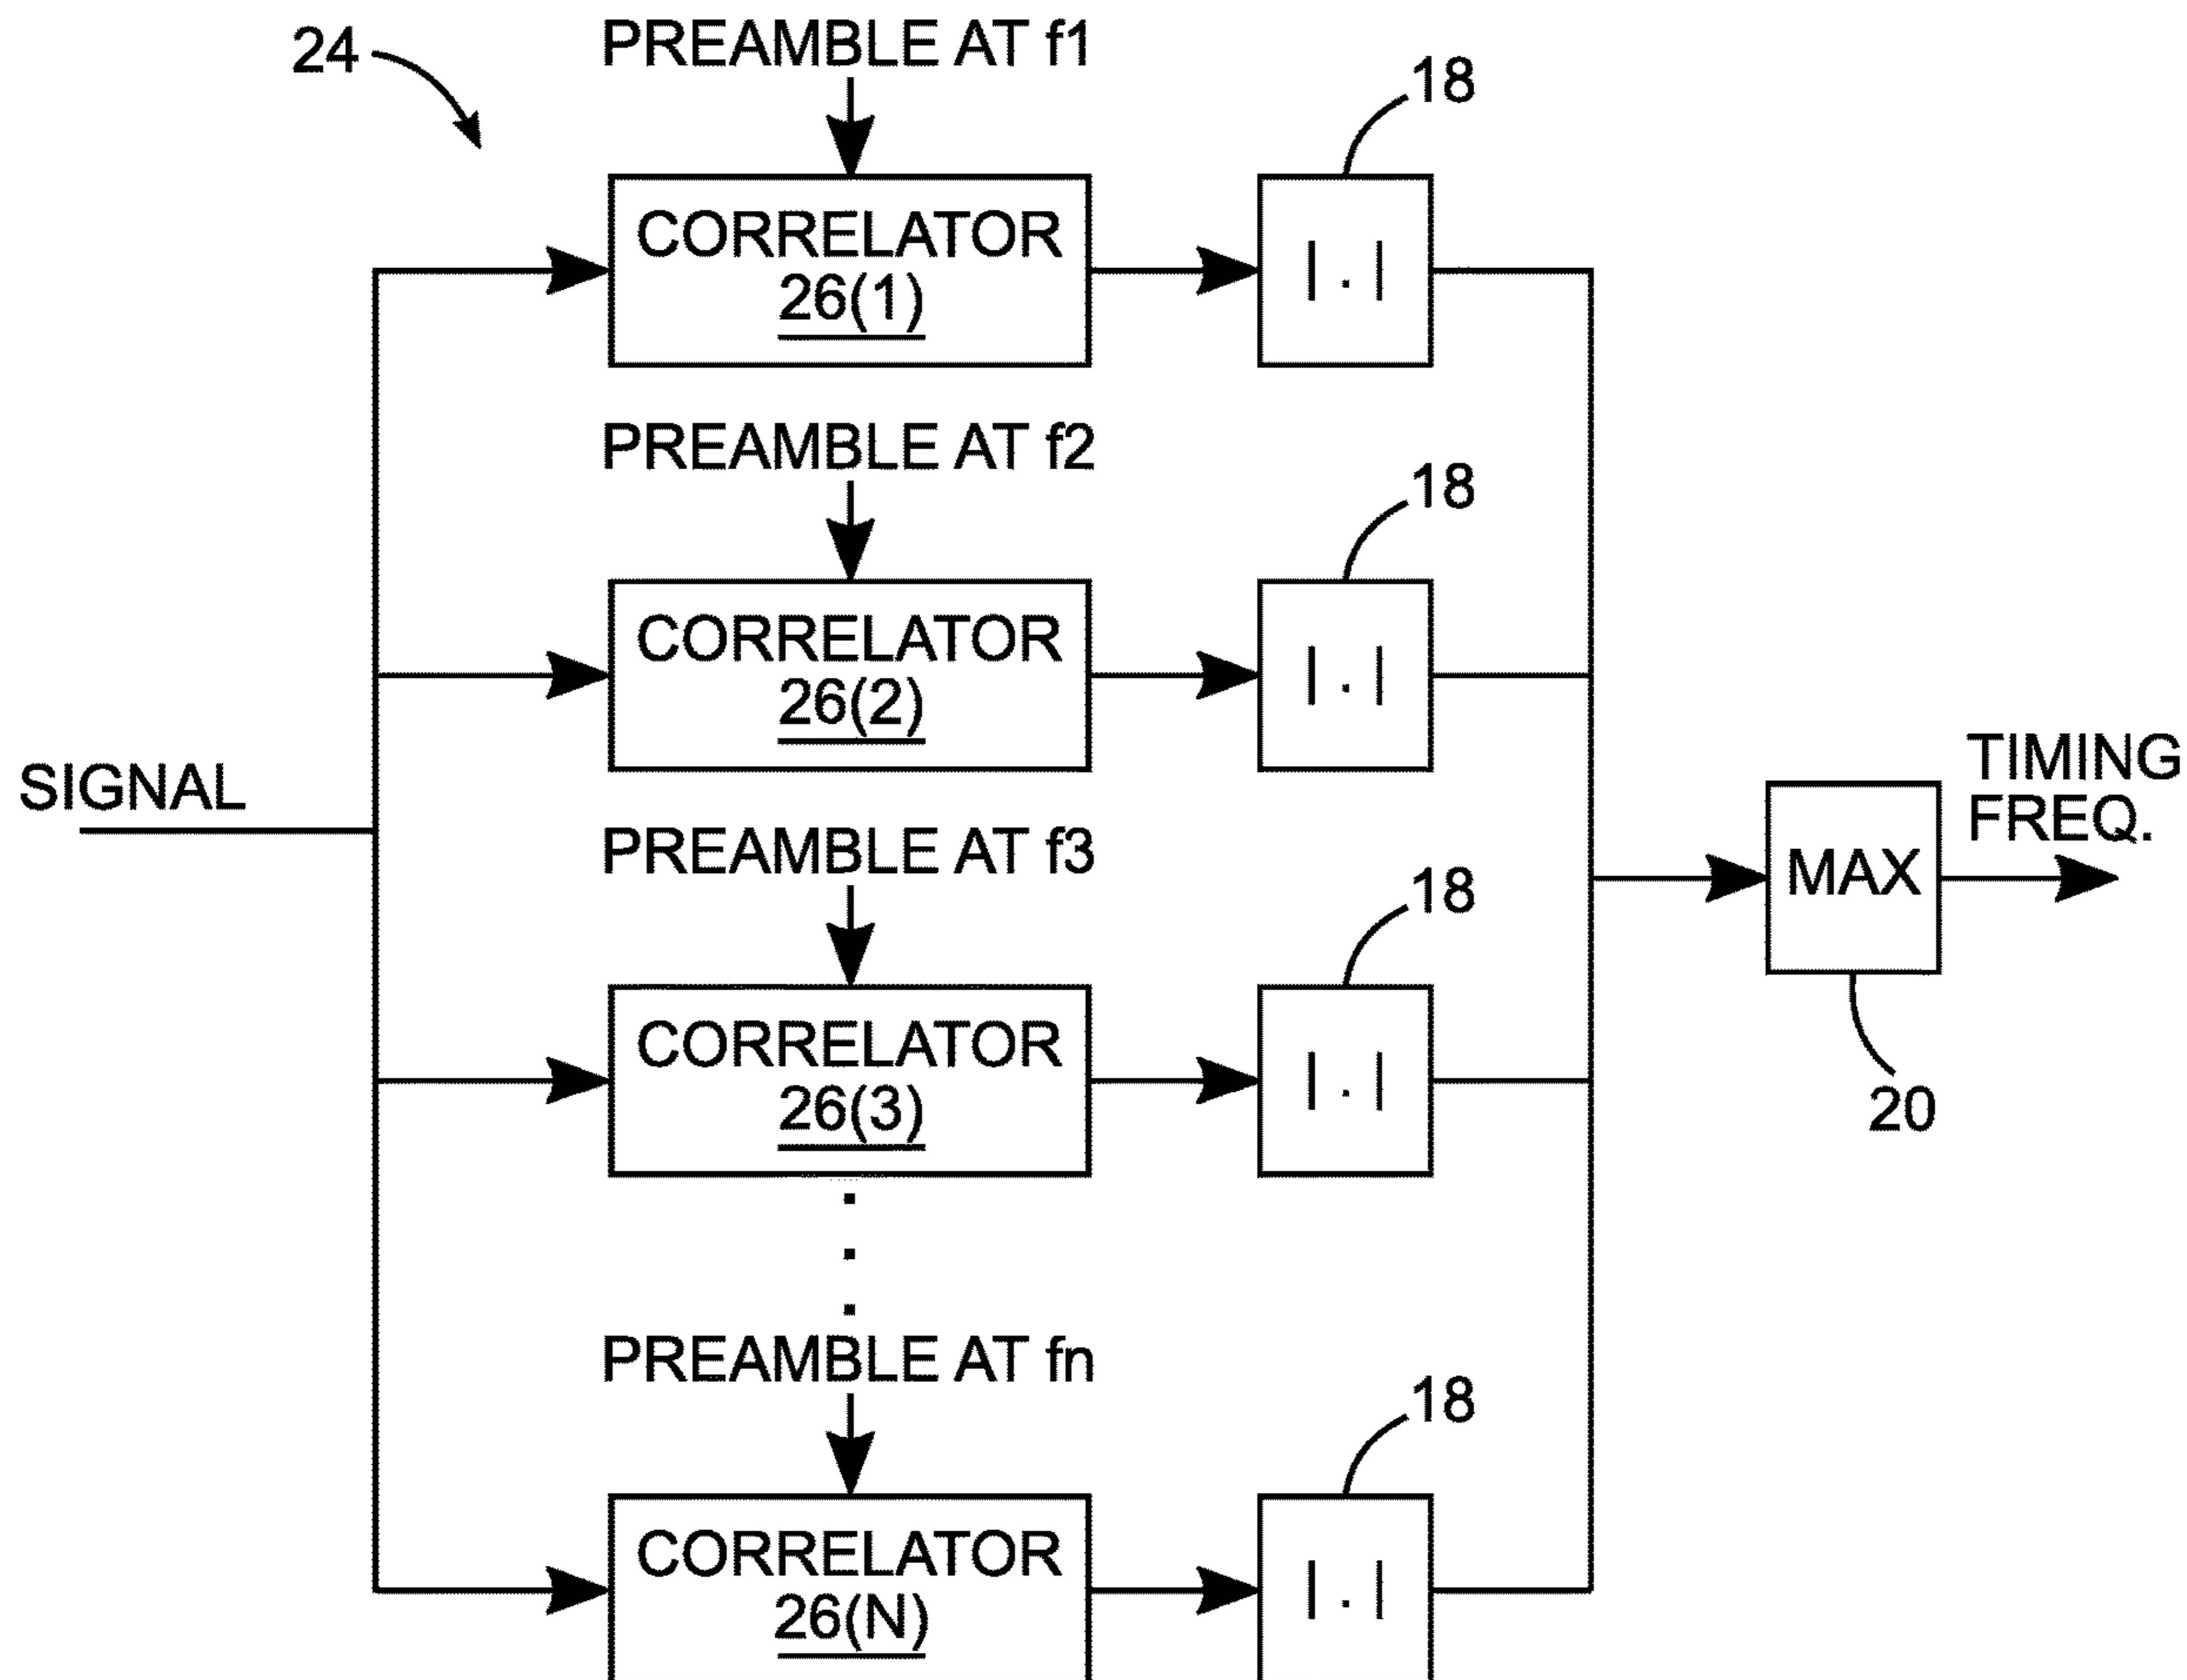 24
PREAMBLE AT f1
18
CORRELATOR
26(1)
| . |
PREAMBLE AT f2
18
CORRELATOR
26(2)
| . |
SIGNAL
PREAMBLE AT f3
18
CORRELATOR
26(3)
| . |
TIMING
FREQ.
MAX
20
PREAMBLE AT fn
18
CORRELATOR
26(N)
| . |